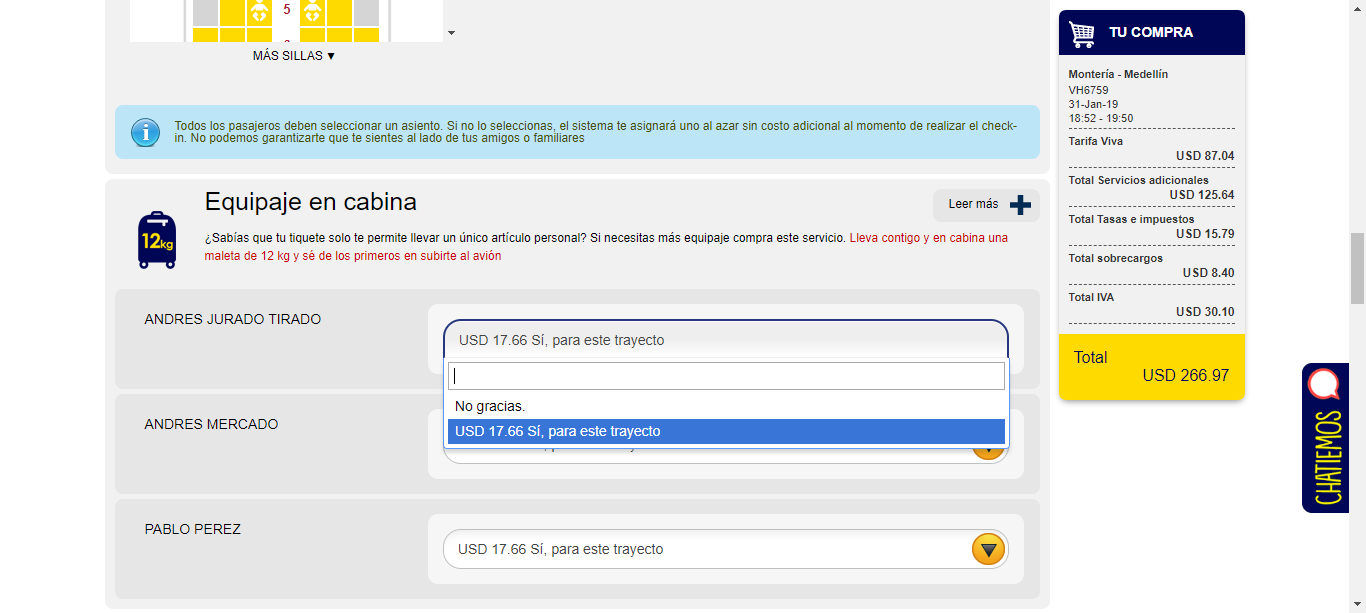 5
MÁS SILLAS ▼
Todos los pasajeros deben seleccionar un asiento. Si no lo seleccionas, el sistema te asignará uno al azar sin costo adicional al momento de realizar el check-
in. No podemos garantizarte que te sientes al lado de tus amigos o familiares
Equipaje en cabina
Leer más
12kg
¿Sabías que tu tiquete solo te permite llevar un único artículo personal? Si necesitas más equipaje compra este servicio. Lleva contigo y en cabina una
maleta de 12 kg y sé de los primeros en subirte al avión
ANDRES JURADO TIRADO
USD 17.66 Sí, para este trayecto
No gracias.
USD 17.66 Sí, para este trayecto
ANDRES MERCADO
PABLO PEREZ
USD 17.66 Sí, para este trayecto
TU COMPRA
Montería - Medellín
VH6759
31-Jan-19
18:52 - 19:50
Tarifa Viva
USD 87.04
Total Servicios adicionales
USD 125.64
Total Tasas e impuestos
USD 15.79
Total sobrecargos
USD 8.40
Total IVA
USD 30.10
Total
USD 266.97
CHATIEMOS